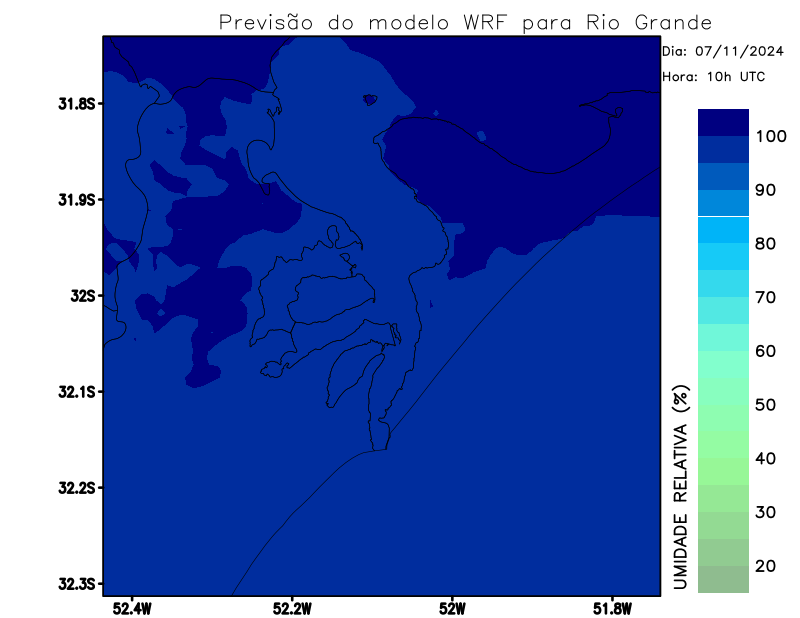 Previsão do modelo WRF para Rio Grande
Dia: 07/11/2024
Hora: 10h UTC
31.8S
31.9S
32S
32.1S
32.2S
32.3S
52.4W
52.2W
52W
51.8W
UMIDADE RELATIVA (%)
100
90
80
70
60
50
40
30
20